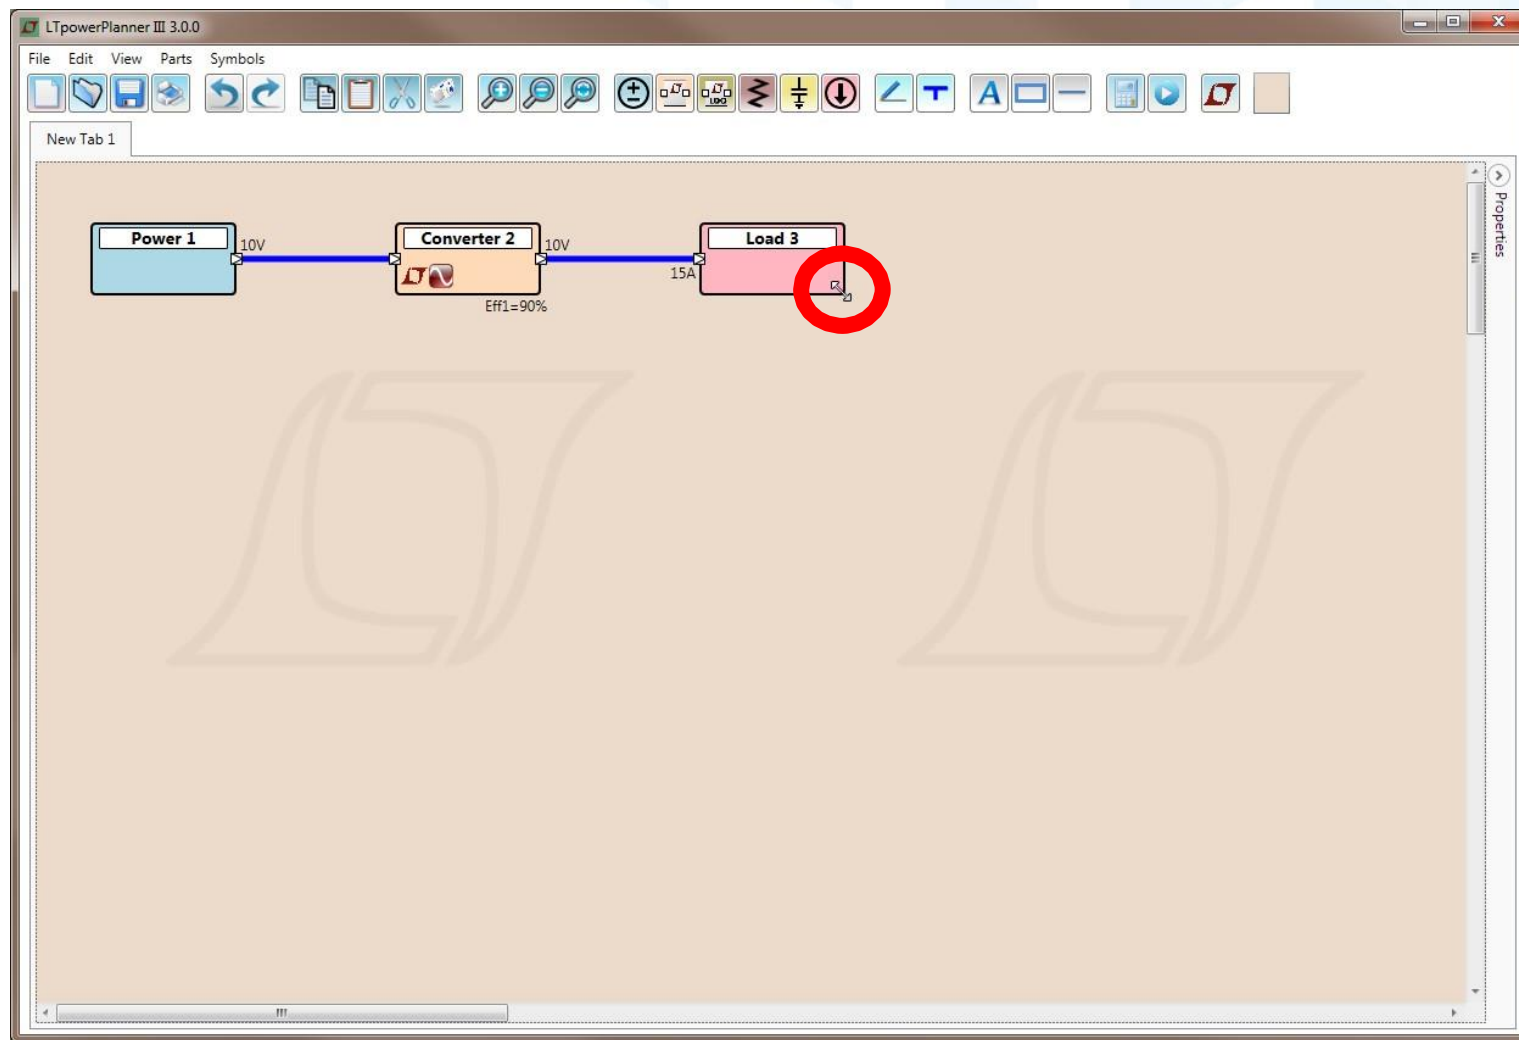 LTpowerPlanner III 3.0.0
File Edit View Parts Symbols
LOG
A
New Tab 1
Properties
Power 1
10V
Converter 2
10V
Eff1=90%
Load 3
15A